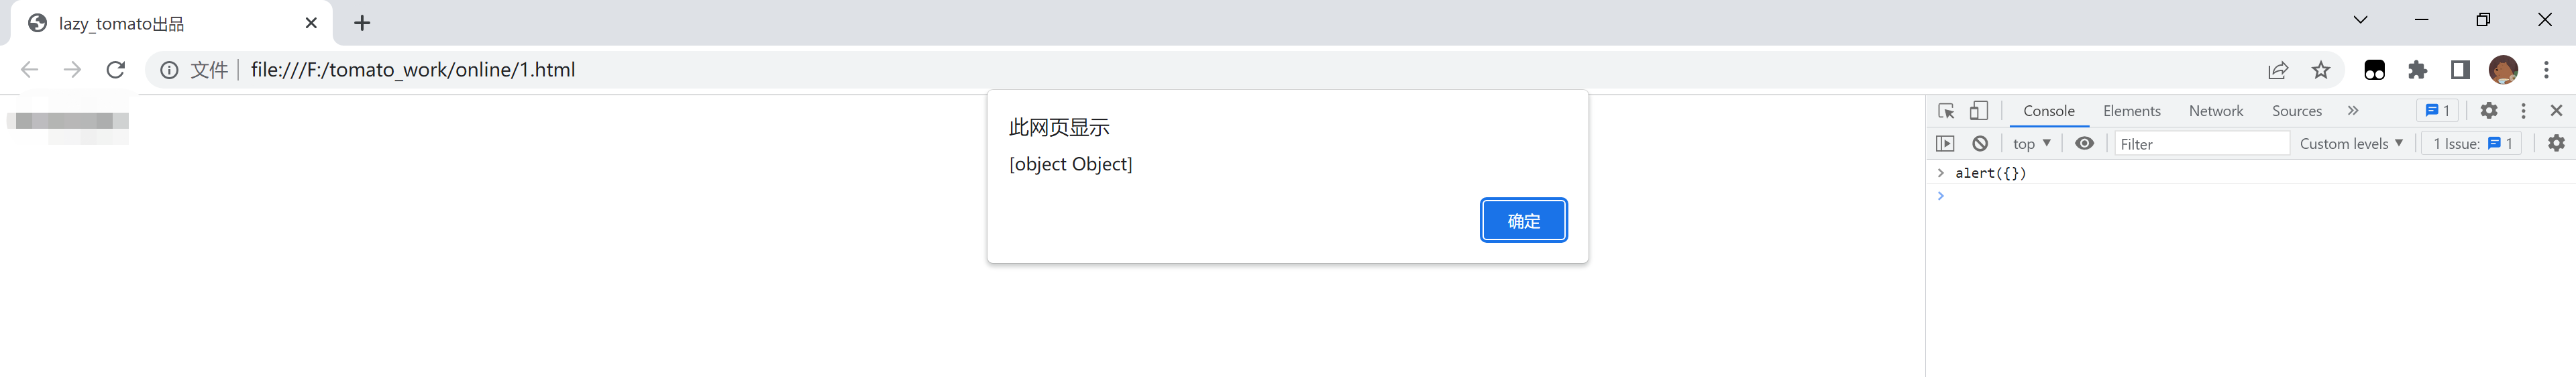 lazy_tomato出品
文件 file:///F:/tomato_work/online/1.html
此网页显示
[object Object]
确定
Console Elements Network Sources 1
top Filter Custom levels 1 Issue: 1
alert({})